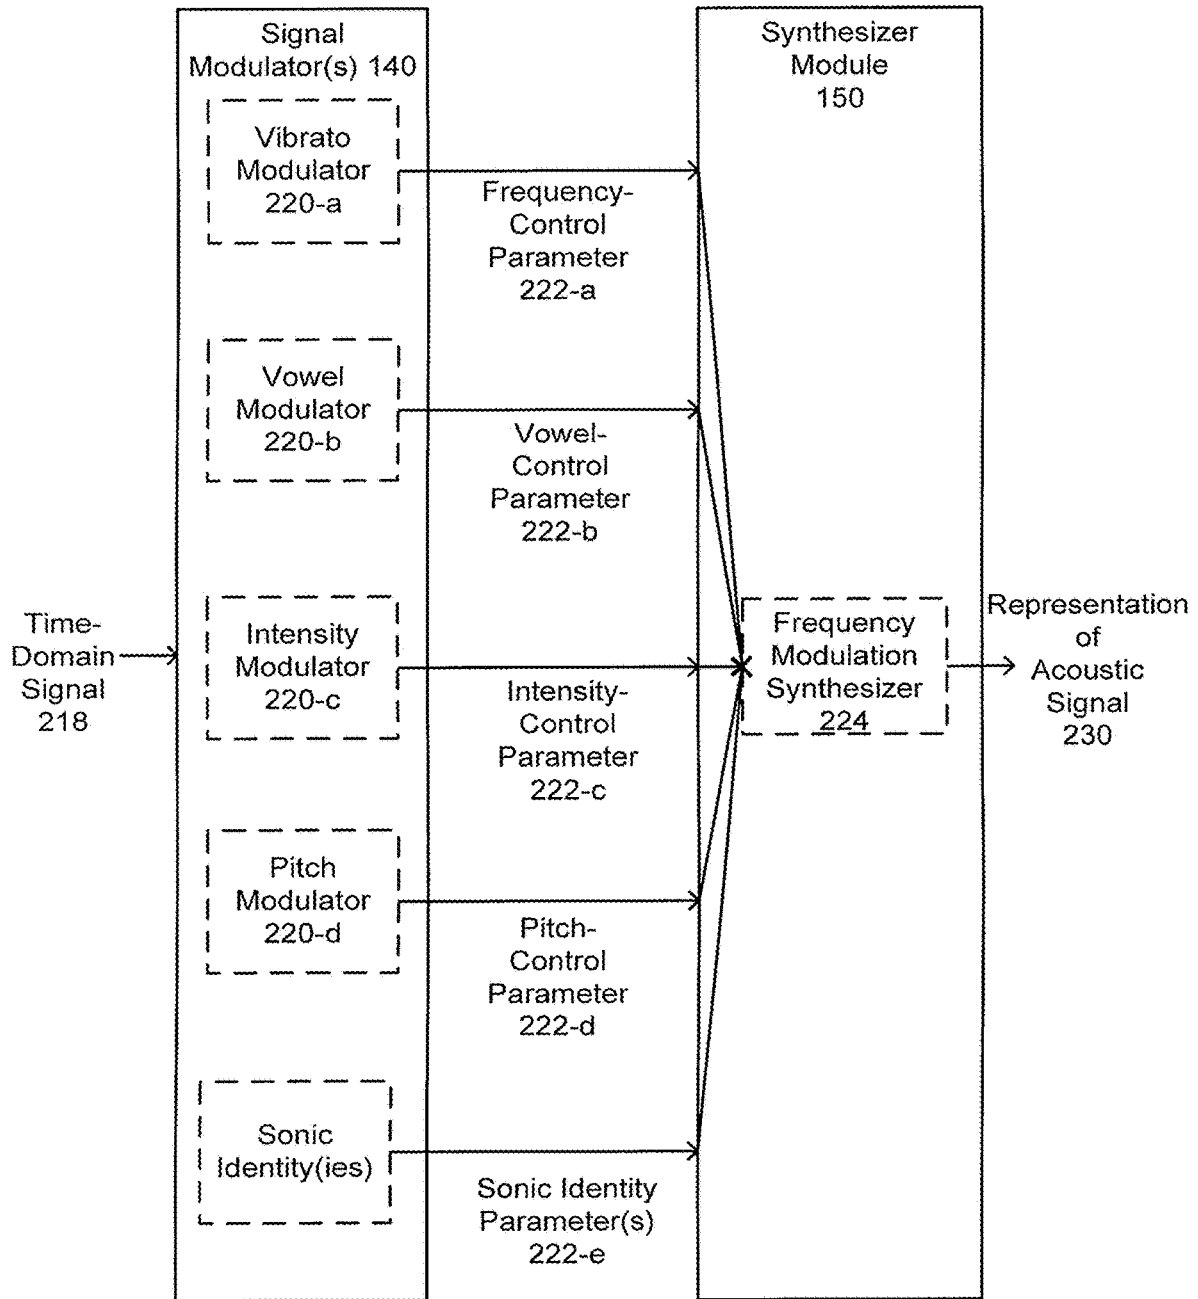 Signal
Modulator(s) 140
Vibrato
Modulator
220-a
Vowel
Modulator
220-b
Intensity
Modulator
220-c
Pitch
Modulator
220-d
Sonic
Identity(ies)
Time-
Domain
Signal
218
Frequency-
Control
Parameter
222-a
Vowel-
Control
Parameter
222-b
Intensity-
Control
Parameter
222-c
Pitch-
Control
Parameter
222-d
Sonic Identity
Parameter(s)
222-e
Synthesizer
Module
150
Frequency
Modulation
Synthesizer
224
Representation
of
Acoustic
Signal
230